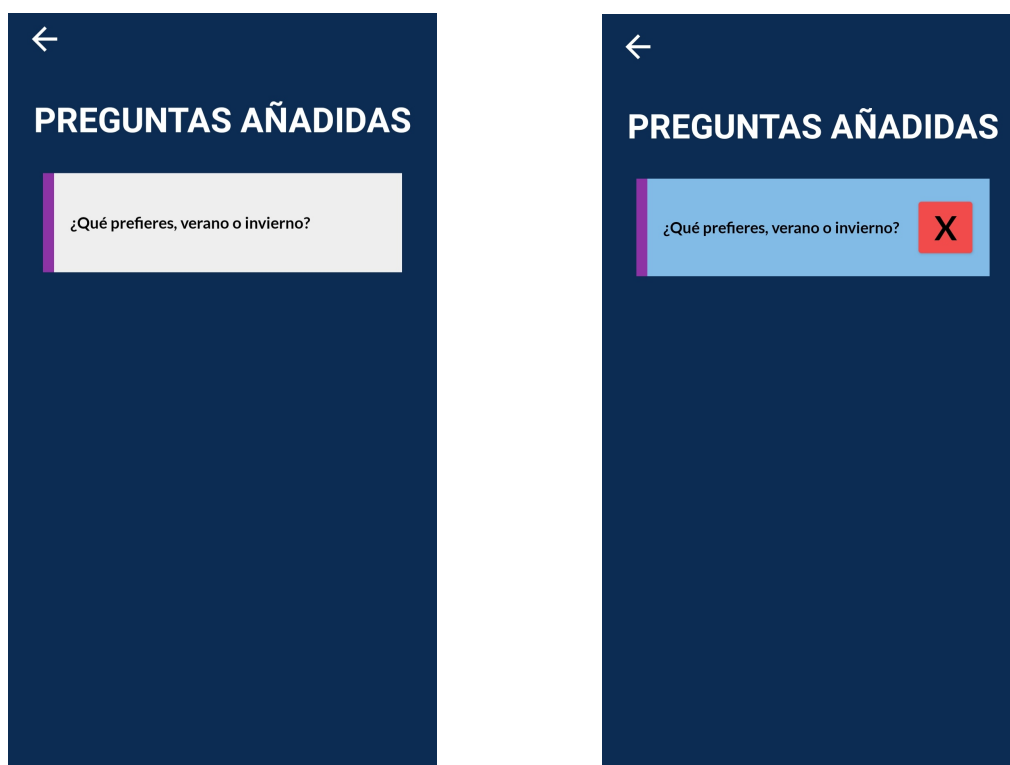 PREGUNTAS AÑADIDAS
¿Qué prefieres, verano o invierno?
PREGUNTAS AÑADIDAS
¿Qué prefieres, verano o invierno?
X